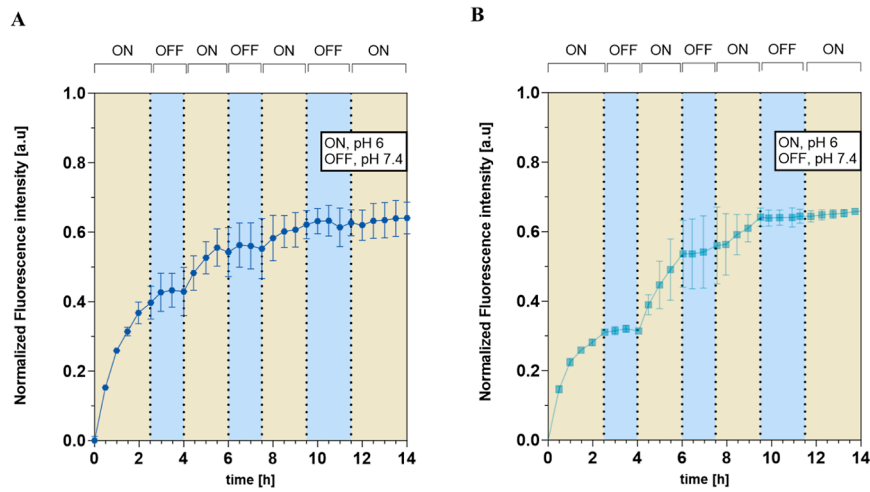 A
ON OFF ON OFF ON OFF ON
Normalized Fluorescence intensity [a.u]
1.0
0.8
0.6
0.4
0.2
0.0
ON, pH 6
OFF, pH 7.4
0 2 4 6 8 10 12 14
time [h]
B
ON OFF ON OFF ON OFF ON
Normalized Fluorescence intensity [a.u]
1.0
0.8
0.6
0.4
0.2
0.0
ON, pH 6
OFF, pH 7.4
0 2 4 6 8 10 12 14
time [h]